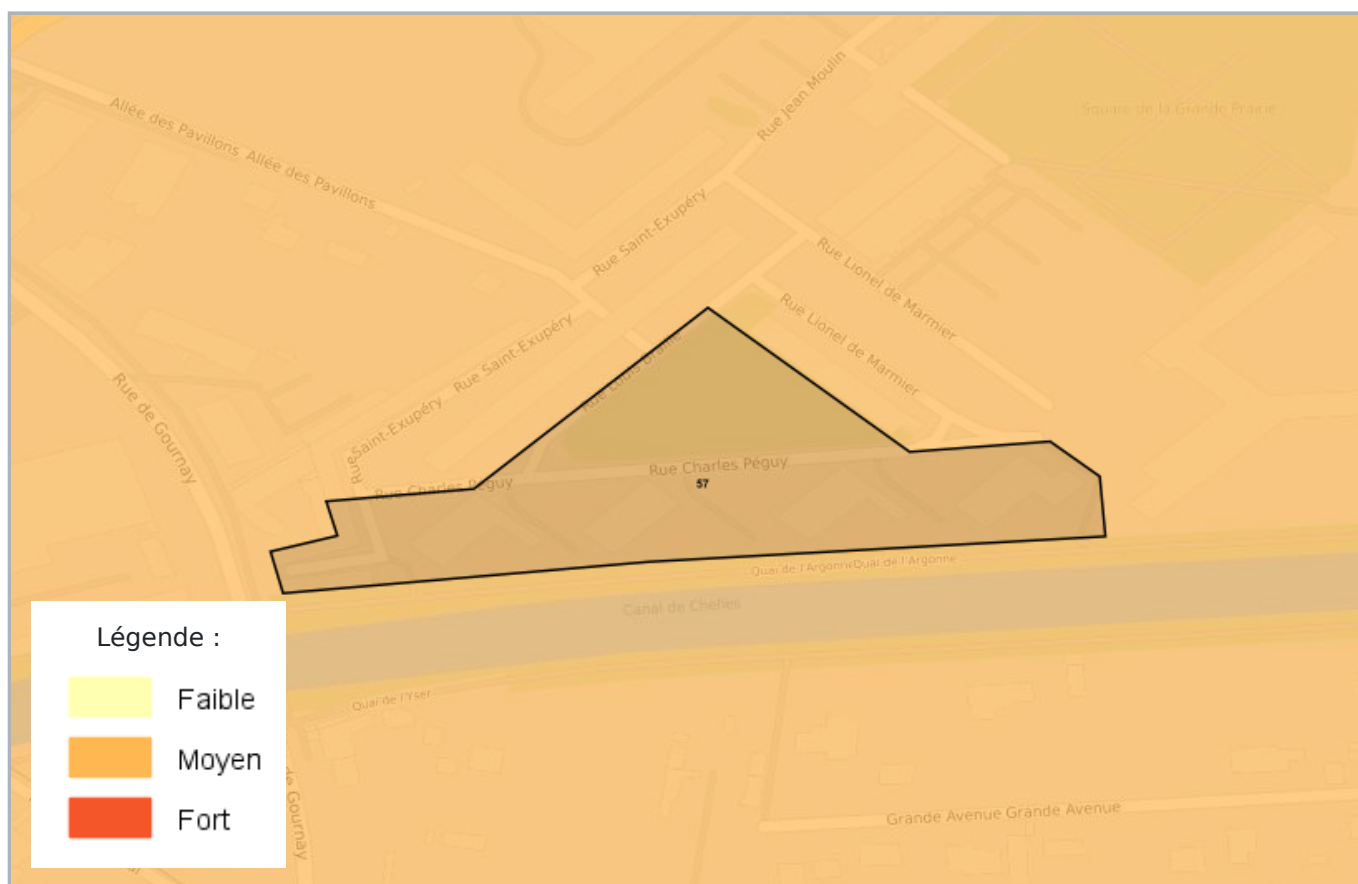 Rue Jean Moulin
Square de la Grande Prairie
Allée des Pavillons Allée des Pavillons
Rue Saint-Exupéry
Rue Lionel de Marmier
Rue Lionel de Marmier
Rue Saint-Exupéry
Rue de Gournay
Rue Saint-Exupéry
Rue Charles Péguy
Rue Charles Péguy
57
Quai de l'Argonne Quai de l'Argonne
Canal de Chelles
Quai de l'Yser
de Gournay
Grande Avenue Grande Avenue
Légende :
Faible
Moyen
Fort